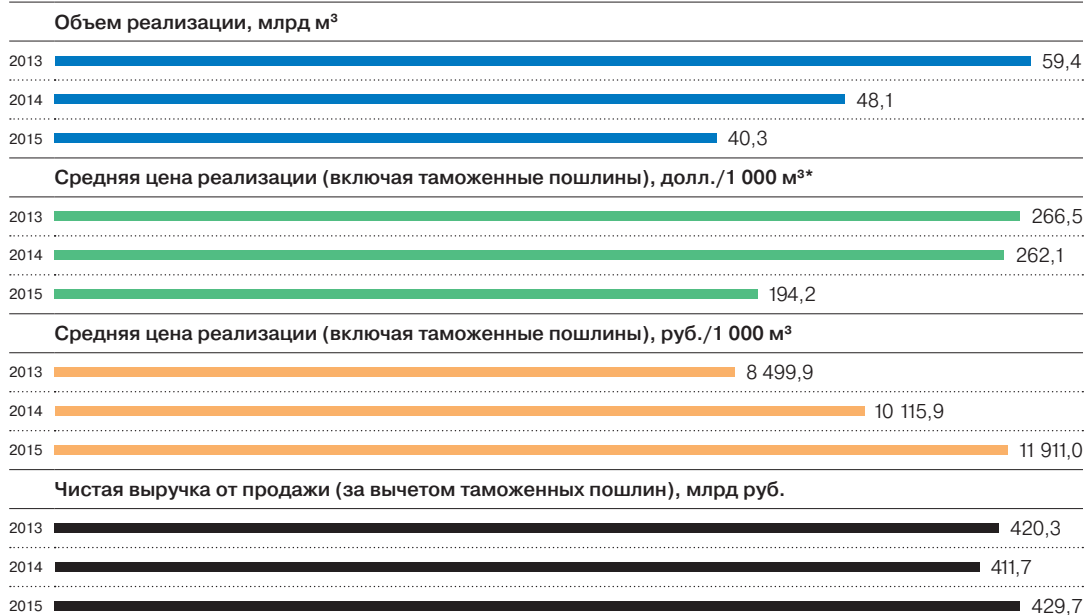 Объем реализации, млрд м³
2013 59,4
2014 48,1
2015 40,3
Средняя цена реализации (включая таможенные пошлины), долл./1 000 м³*
2013 266,5
2014 262,1
2015 194,2
Средняя цена реализации (включая таможенные пошлины), руб./1 000 м³
2013 8 499,9
2014 10 115,9
2015 11 911,0
Чистая выручка от продажи (за вычетом таможенных пошлин), млрд руб.
2013 420,3
2014 411,7
2015 429,7